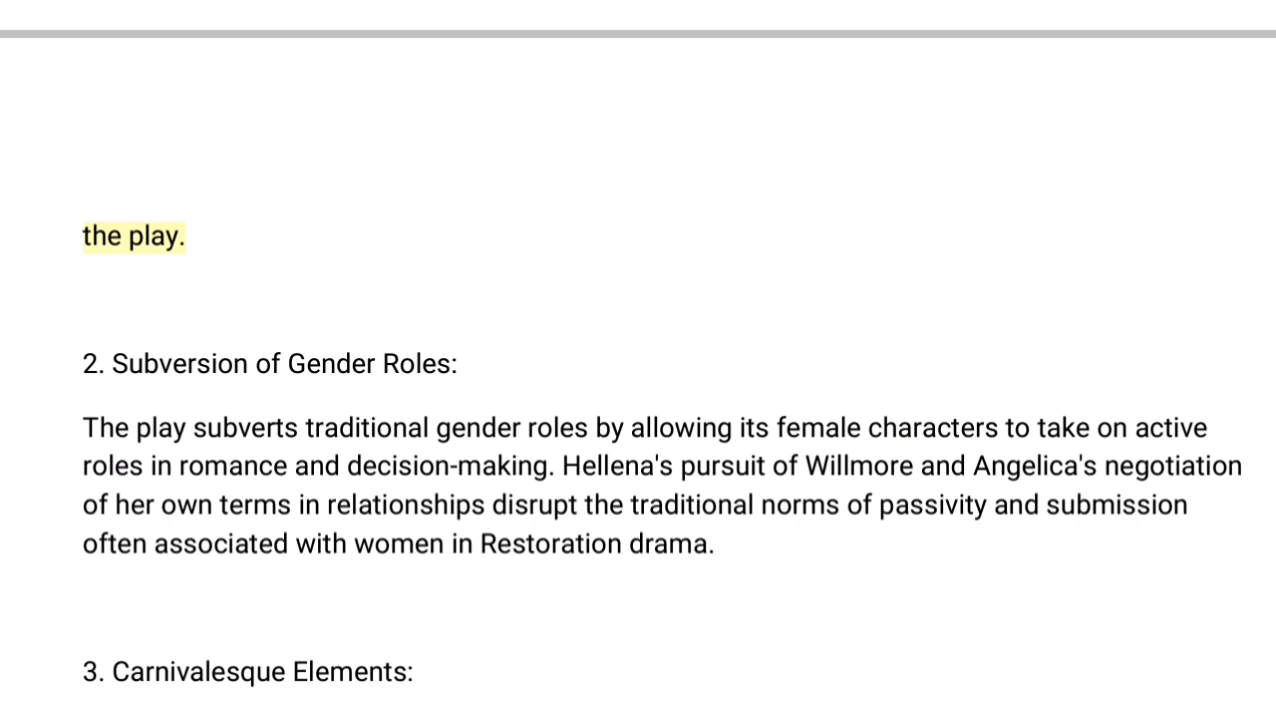 the play.
2. Subversion of Gender Roles:
The play subverts traditional gender roles by allowing its female characters to take on active
roles in romance and decision-making. Hellena's pursuit of Willmore and Angelica's negotiation
of her own terms in relationships disrupt the traditional norms of passivity and submission
often associated with women in Restoration drama.
3. Carnivalesque Elements: